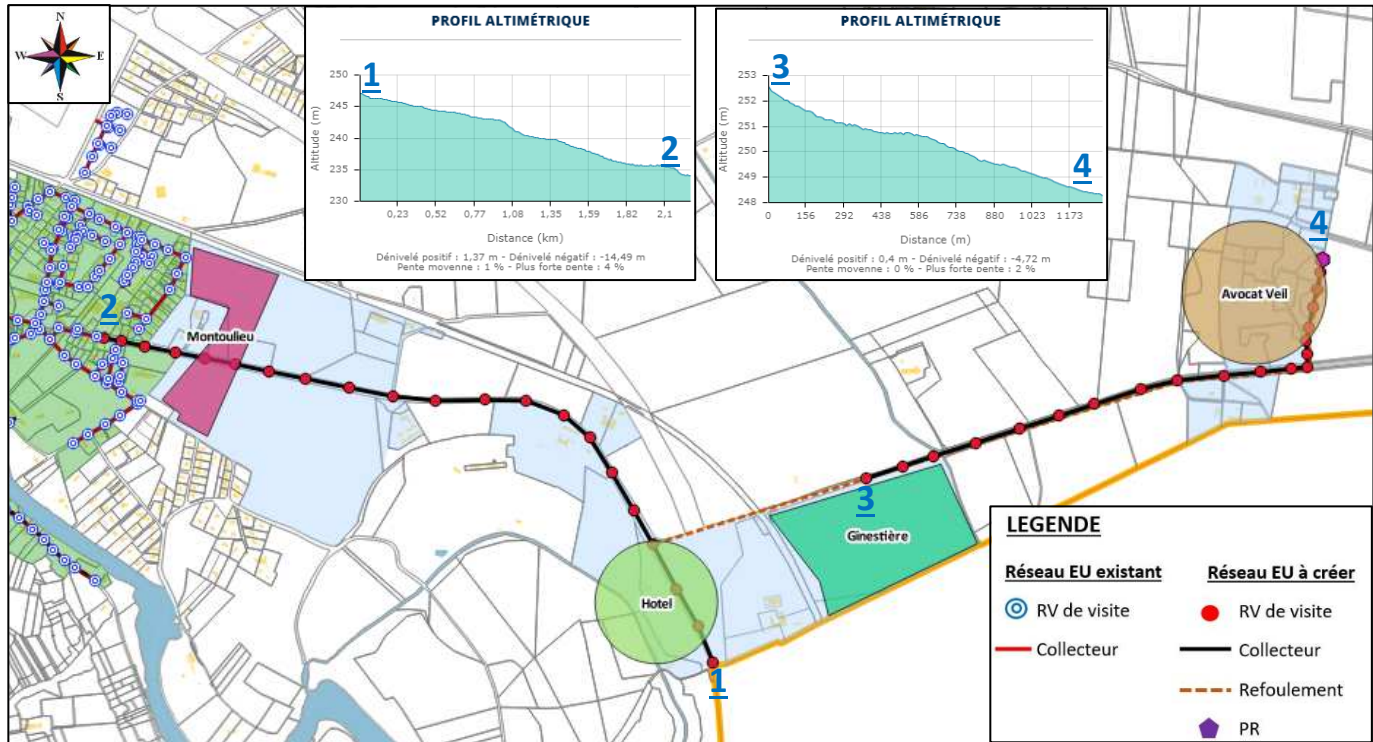 N
W E
S
PROFIL ALTIMÉTRIQUE
250
245
240
235
230
Altitude (m)
1
2
0,23 0,52 0,77 1,08 1,35 1,59 1,82 2,1
Distance (km)
Dénivelé positif : 1,37 m - Dénivelé négatif : -14,49 m
Pente moyenne : 1 % - Plus forte pente : 4 %
PROFIL ALTIMÉTRIQUE
253
252
251
250
249
248
Altitude (m)
3
4
0 156 292 438 586 738 880 1 023 1 173
Distance (m)
Dénivelé positif : 0,4 m - Dénivelé négatif : -4,72 m
Pente moyenne : 0 % - Plus forte pente : 2 %
4
Avocat Veil
2
Montoulieu
3
Ginestière
Hotel
1
LEGENDE
Réseau EU existant
RV de visite
Collecteur
Réseau EU à créer
RV de visite
Collecteur
Refoulement
PR